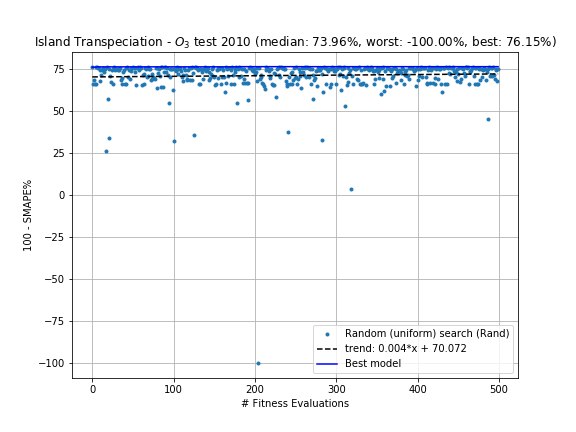 Island Transpeciation - O3 test 2010 (median: 73.96%, worst: -100.00%, best: 76.15%)
75
50
25
0
−25
−50
−75
−100
100 - SMAPE%
Random (uniform) search (Rand)
trend: 0.004*x + 70.072
Best model
0 100 200 300 400 500
# Fitness Evaluations